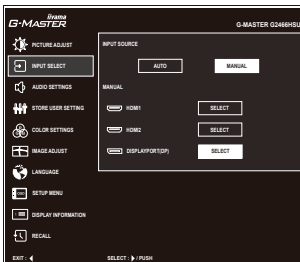 iiyama
G-MASTER
G-MASTER G2466HSU
PICTURE ADJUST
INPUT SELECT
AUDIO SETTINGS
STORE USER SETTING
COLOR SETTINGS
IMAGE ADJUST
LANGUAGE
OSD
SETUP MENU
DISPLAY INFORMATION
RECALL
INPUT SOURCE
AUTO
MANUAL
MANUAL
HDMI1
SELECT
HDMI2
SELECT
DISPLAYPORT(DP)
SELECT
EXIT :
SELECT : / PUSH